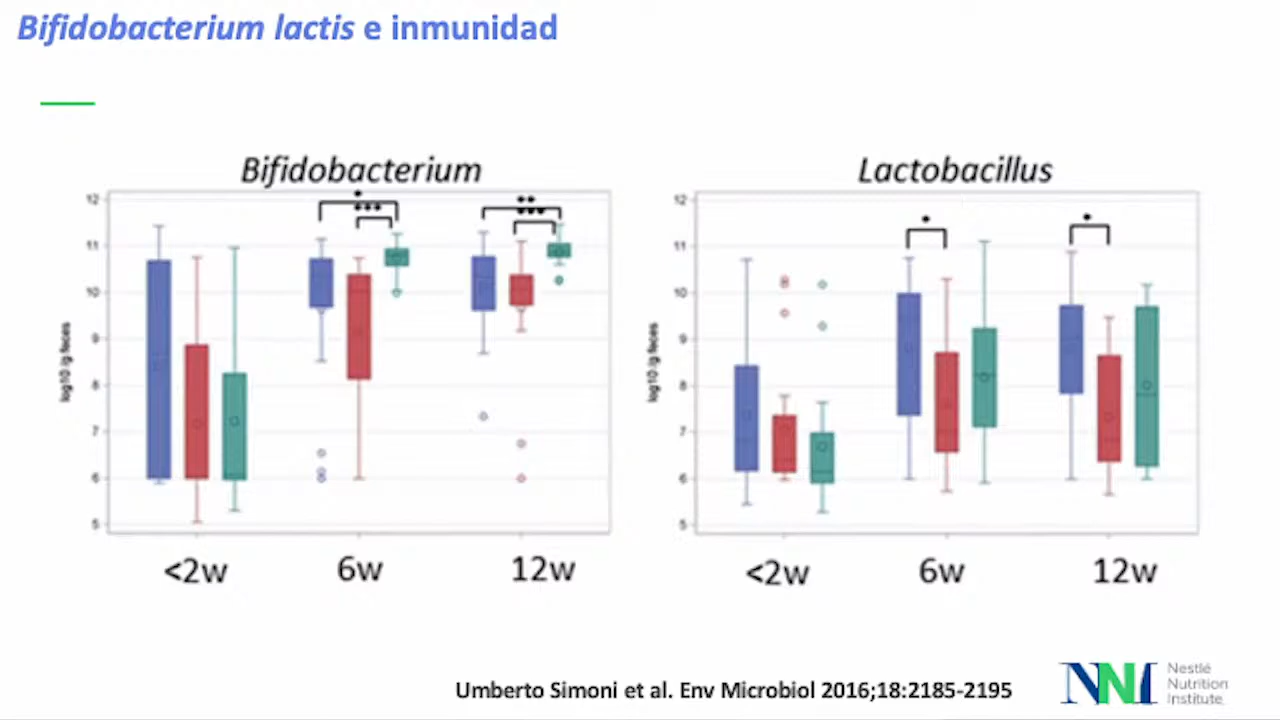 Bifidobacterium lactis e inmunidad
Bifidobacterium
Lactobacillus
12
11
10
9
8
7
6
5
log10 /g feces
* *** ** ***
<2w 6w 12w
12
11
10
9
8
7
6
5
log10 /g feces
* *
<2w 6w 12w
Umberto Simoni et al. Env Microbiol 2016;18:2185-2195
NNI
Nestlé
Nutrition
Institute